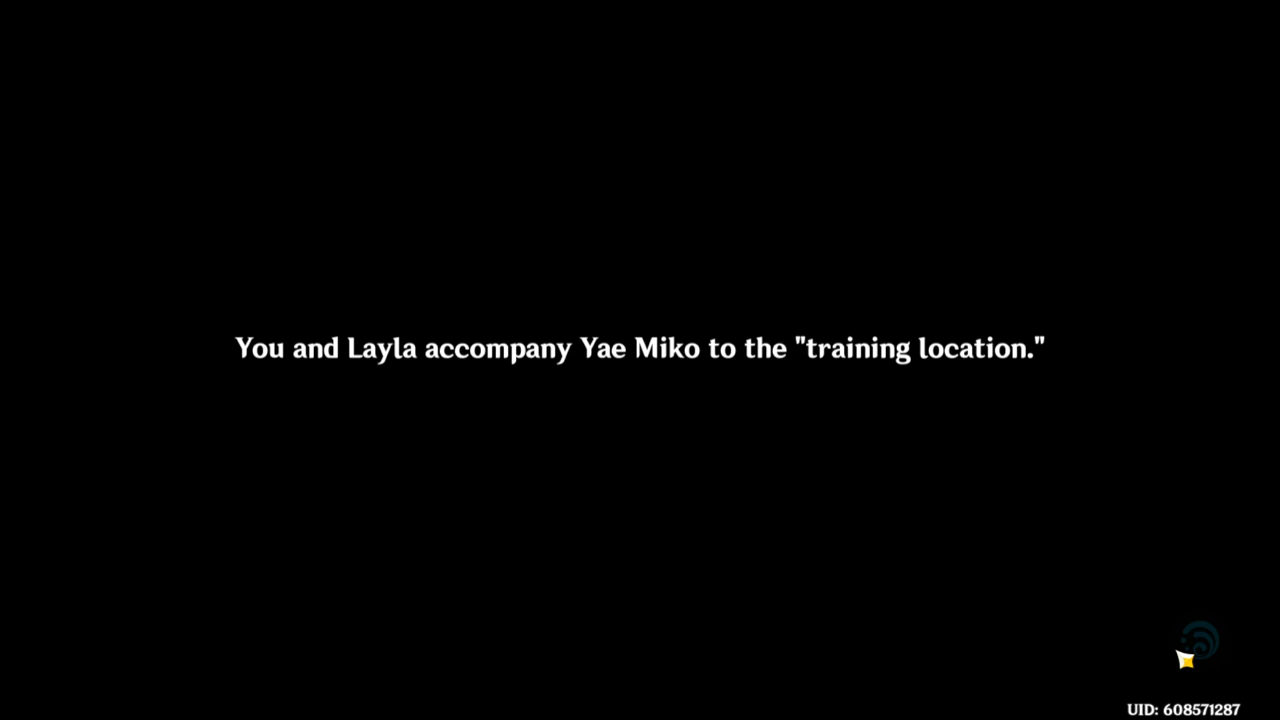 You and Layla accompany Yae Miko to the "training location."
UID: 608571287